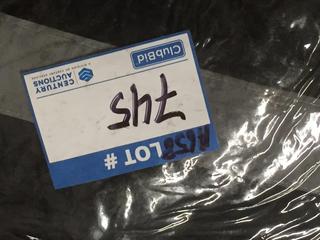 LOT #
745
CENTURY
AUCTIONS
ClubBid